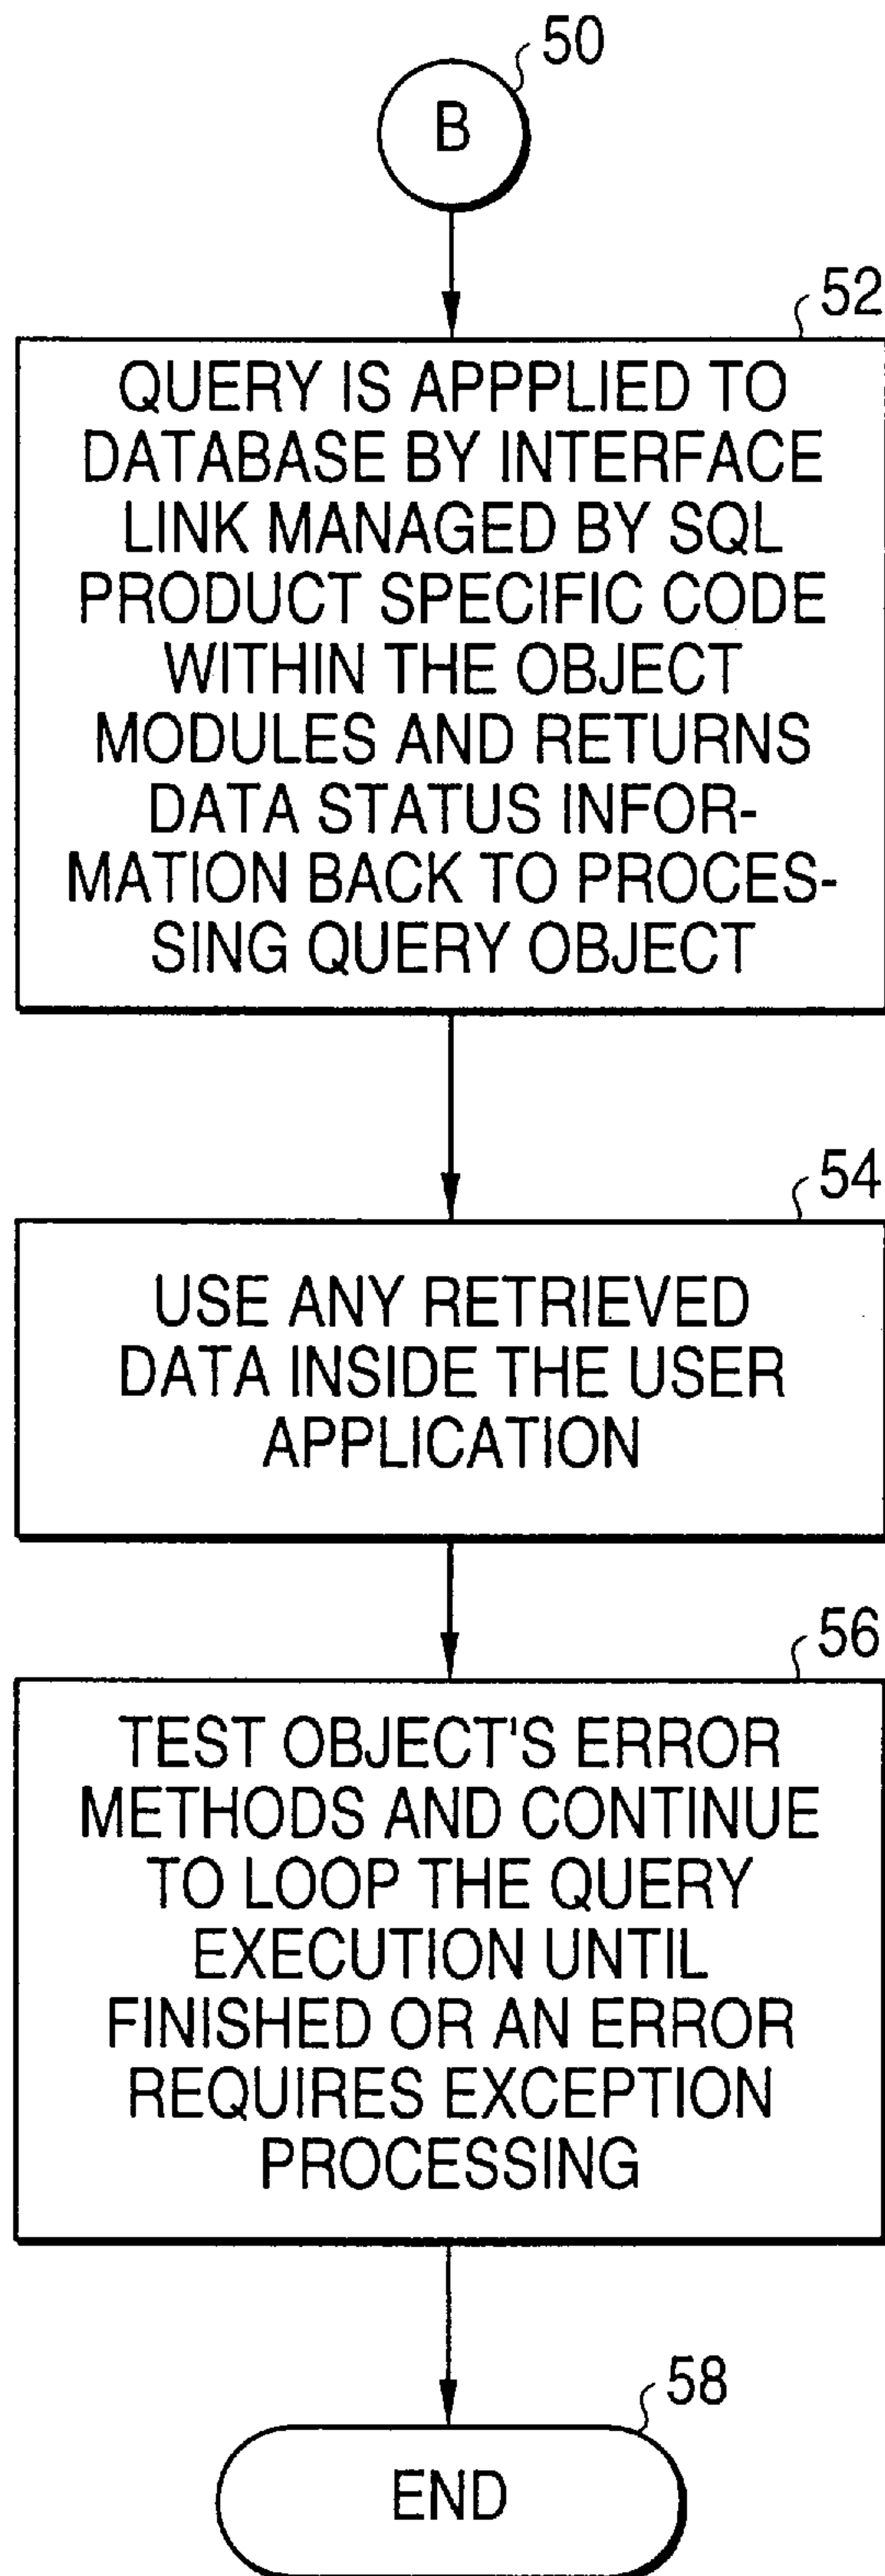 50
B
52
QUERY IS APPPLIED TO
DATABASE BY INTERFACE
LINK MANAGED BY SQL
PRODUCT SPECIFIC CODE
WITHIN THE OBJECT
MODULES AND RETURNS
DATA STATUS INFOR-
MATION BACK TO PROCES-
SING QUERY OBJECT
54
USE ANY RETRIEVED
DATA INSIDE THE USER
APPLICATION
56
TEST OBJECT'S ERROR
METHODS AND CONTINUE
TO LOOP THE QUERY
EXECUTION UNTIL
FINISHED OR AN ERROR
REQUIRES EXCEPTION
PROCESSING
58
END